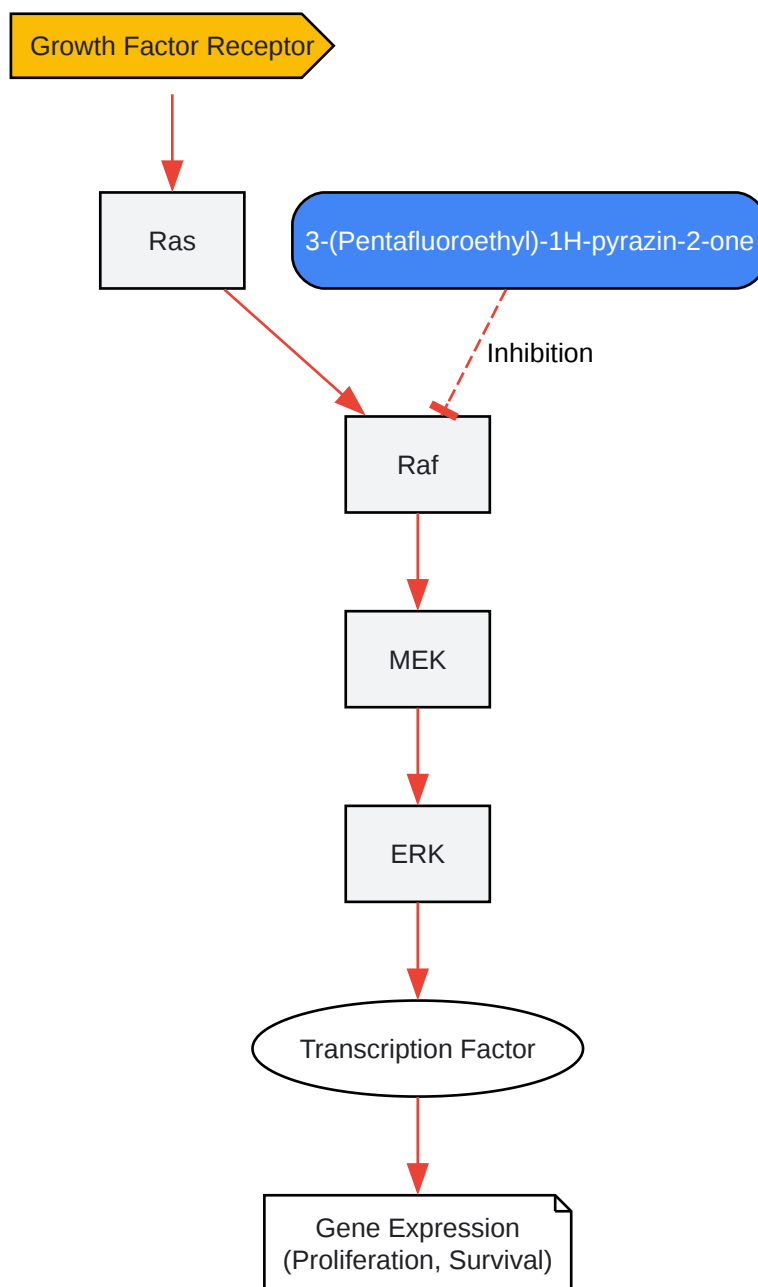 Growth Factor Receptor
Ras
3-(Pentafluoroethyl)-1H-pyrazin-2-one
Inhibition
Raf
MEK
ERK
Transcription Factor
Gene Expression
(Proliferation, Survival)